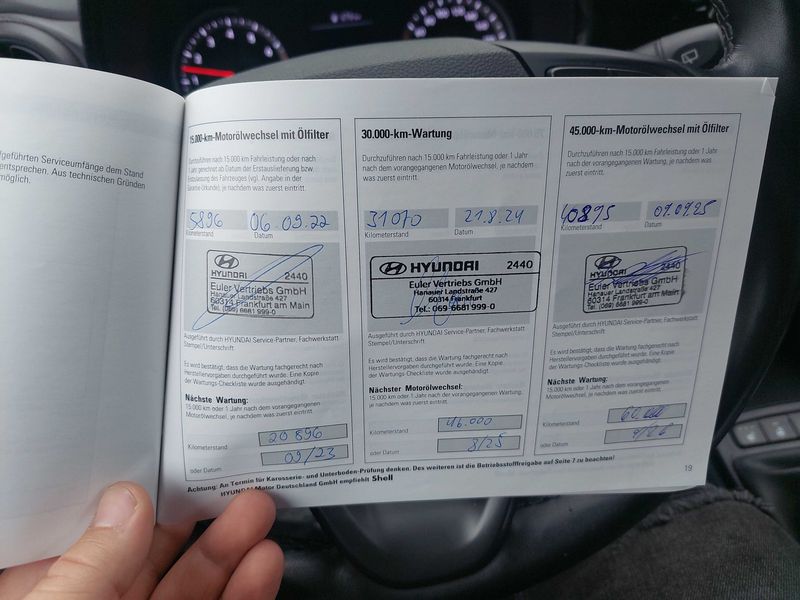 fgeführten Serviceumfänge dem Stand
entsprechen. Aus technischen Gründen
möglich.
15.000-km-Motorölwechsel mit Ölfilter
Durchzuführen nach 15.000 km Fahrleistung oder nach
1 Jahr gerechnet ab Datum der Erstauslieferung bzw.
Erstzulassung des Fahrzeuges (vgl. Angabe in der
Garantie-Urkunde), je nachdem was zuerst eintritt.
5896 06.09.22
Kilometerstand Datum
HYUNDAI 2440
Euler Vertriebs GmbH
Hanauer Landstraße 427
60314 Frankfurt am Main
Tel. (069) 6681 999-0
Ausgeführt durch HYUNDAI Service-Partner, Fachwerkstatt
Stempel/Unterschrift
Es wird bestätigt, dass die Wartung fachgerecht nach
Herstellervorgaben durchgeführt wurde. Eine Kopie
der Wartungs-Checkliste wurde ausgehändigt.
Nächste Wartung:
15.000 km oder 1 Jahr nach dem vorangegangenen
Motorölwechsel, je nachdem was zuerst eintritt.
Kilometerstand 20 896
oder Datum 09/23
30.000-km-Wartung
Durchzuführen nach 15.000 km Fahrleistung oder 1 Jahr
nach der vorangegangenen Motorölwechsel, je nachdem
was zuerst eintritt.
31070 21.8.24
Kilometerstand Datum
HYUNDAI 2440
Euler Vertriebs GmbH
Hanauer Landstraße 427
60314 Frankfurt
Tel.: 069-6681 999-0
Ausgeführt durch HYUNDAI Service-Partner, Fachwerkstatt
Stempel/Unterschrift
Es wird bestätigt, dass die Wartung fachgerecht nach
Herstellervorgaben durchgeführt wurde. Eine Kopie
der Wartungs-Checkliste wurde ausgehändigt.
Nächster Motorölwechsel:
15.000 km oder 1 Jahr nach der vorangegangenen Wartung,
je nachdem was zuerst eintritt.
Kilometerstand 46.000
oder Datum 8/25
45.000-km-Motorölwechsel mit Ölfilter
Durchzuführen nach 15.000 km Fahrleistung oder 1 Jahr
nach der vorangegangenen Wartung, je nachdem was
zuerst eintritt.
40895 09.09.25
Kilometerstand Datum
HYUNDAI 2440
Euler Vertriebs GmbH
Hanauer Landstraße 427
60314 Frankfurt am Main
Tel. (069) 6681 999-0
Ausgeführt durch HYUNDAI Service-Partner, Fachwerkstatt
Stempel/Unterschrift
Es wird bestätigt, dass die Wartung fachgerecht nach
Herstellervorgaben durchgeführt wurde. Eine Kopie
der Wartungs-Checkliste wurde ausgehändigt.
Nächste Wartung:
15.000 km oder 1 Jahr nach dem vorangegangenen
Motorölwechsel, je nachdem was zuerst eintritt.
Kilometerstand
oder Datum
Achtung: An Termin für Karosserie- und Unterboden-Prüfung denken. Des weiteren ist die Betriebsstofffreigabe auf Seite 7 zu beachten!
HYUNDAI Motor Deutschland GmbH empfiehlt Shell
19